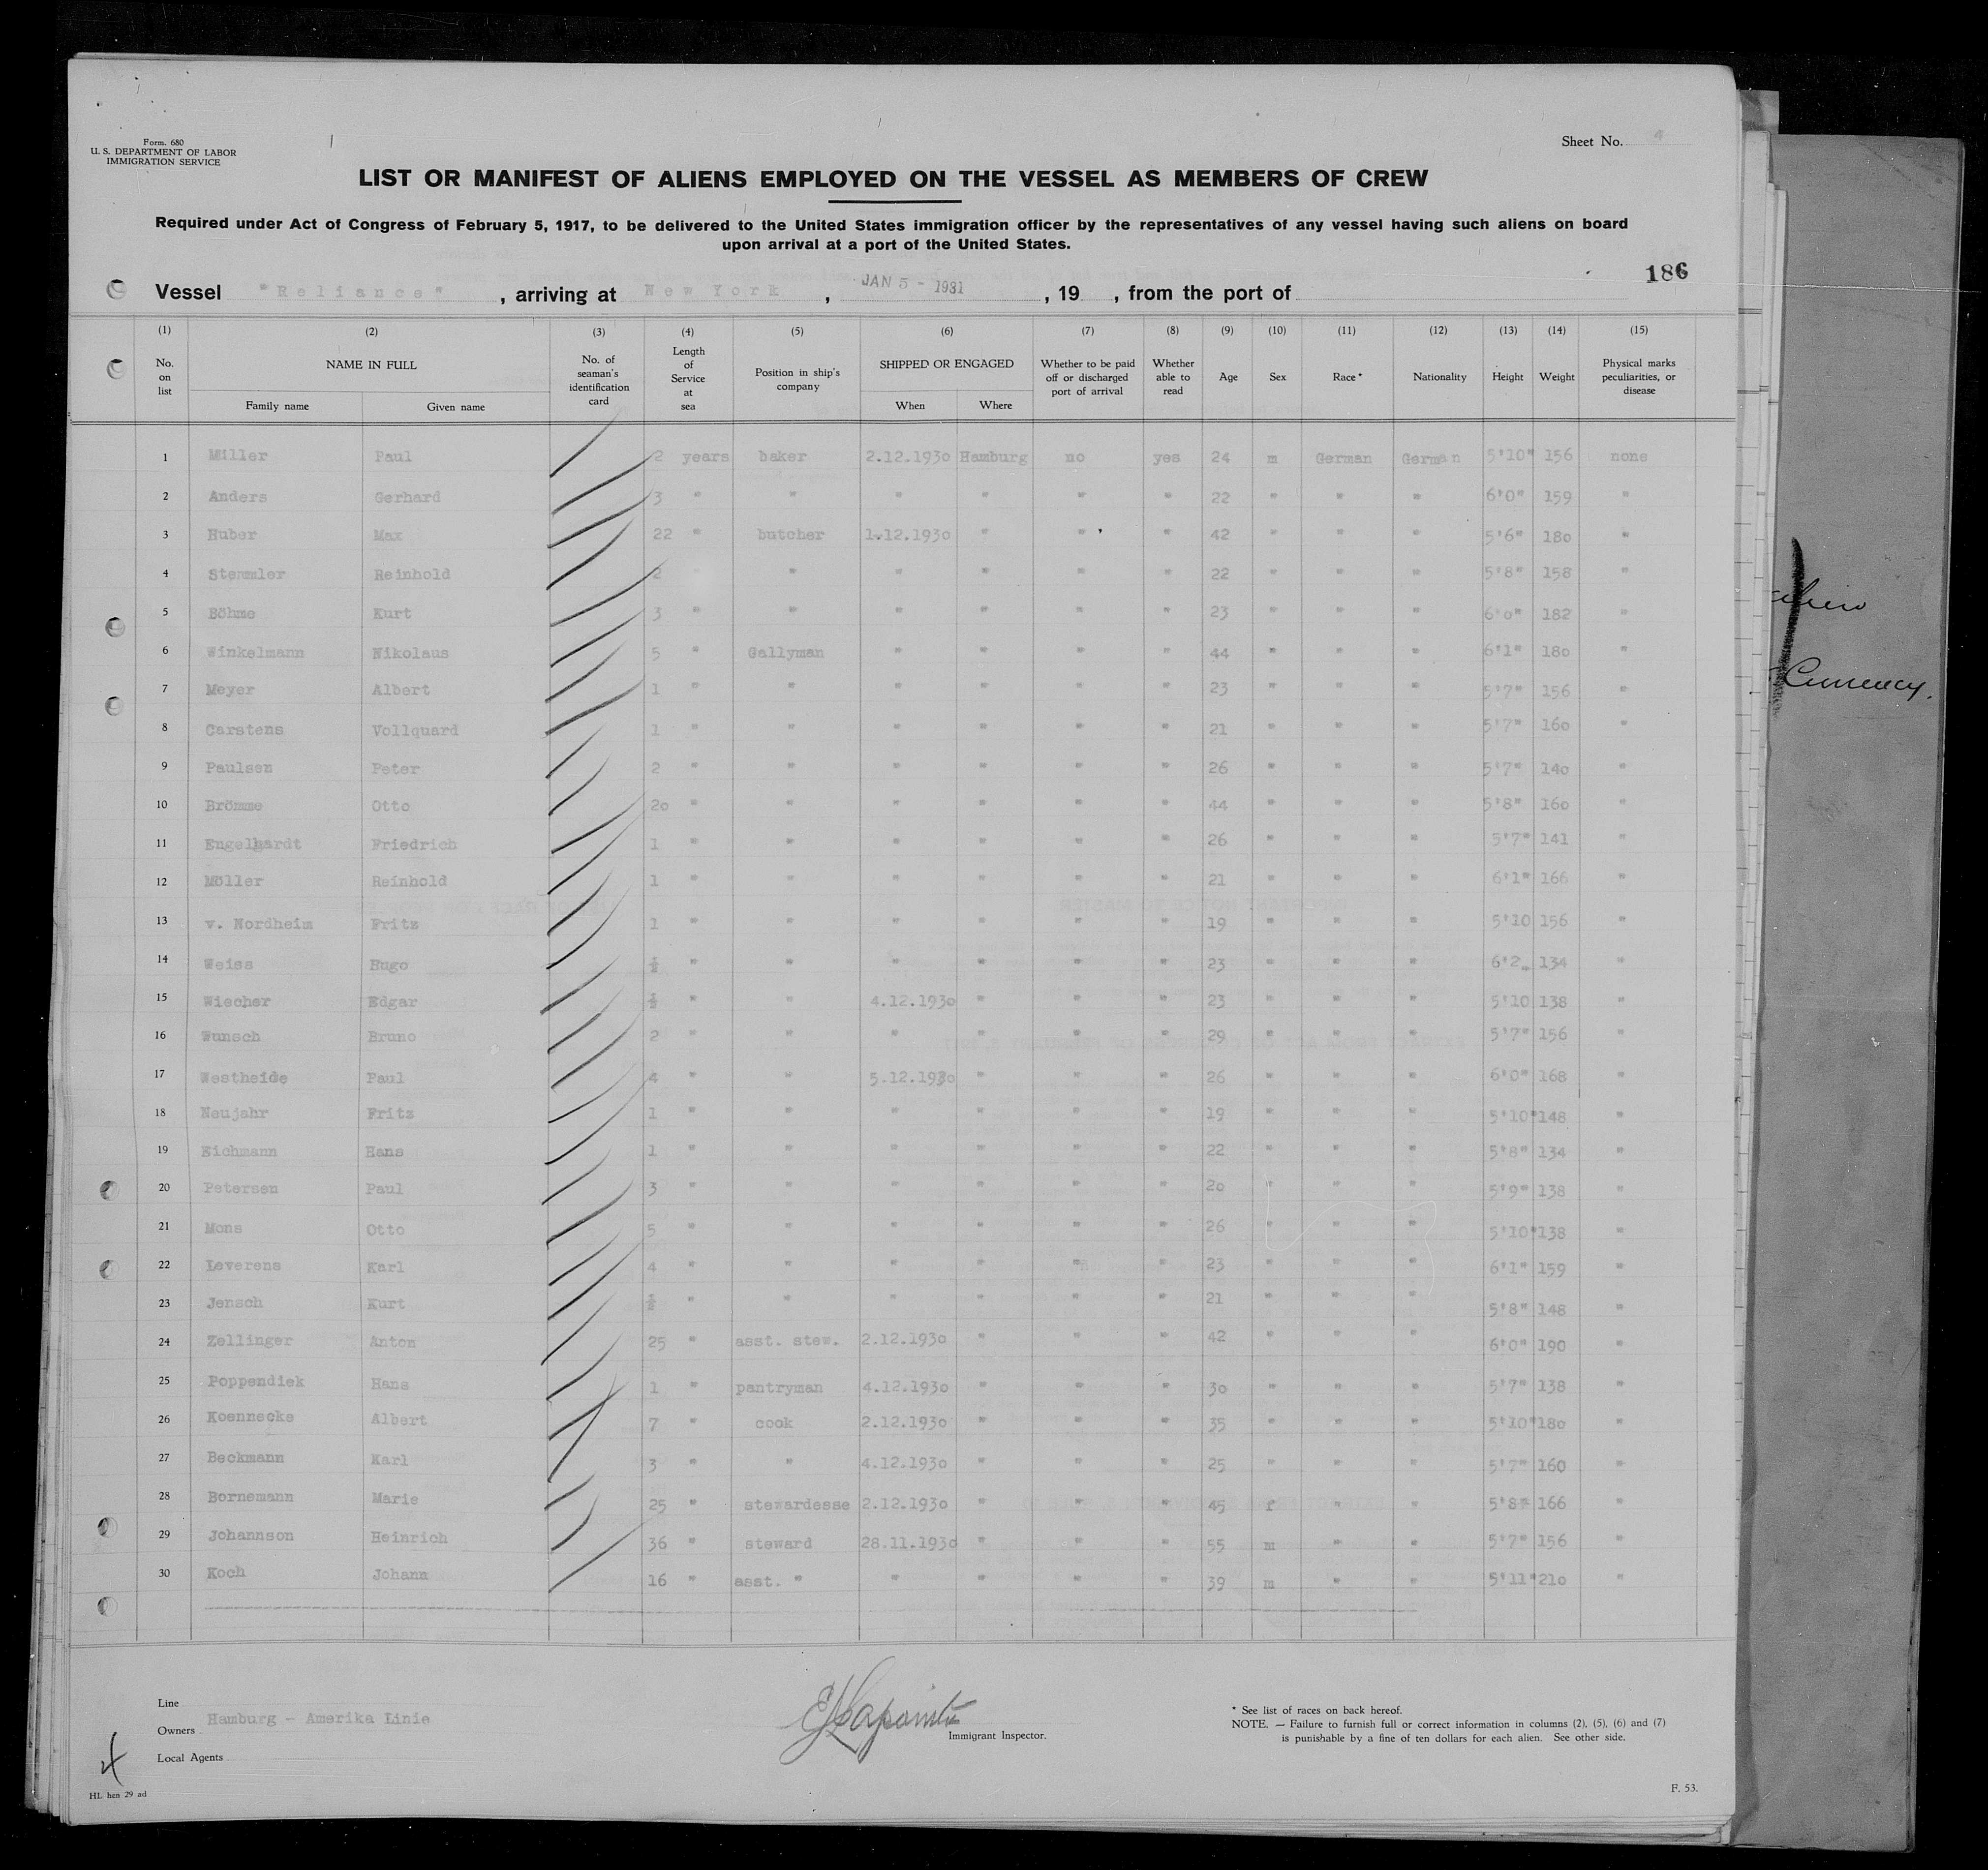 Form. 680
U. S. DEPARTMENT OF LABOR
IMMIGRATION SERVICE
Sheet No. 4
LIST OR MANIFEST OF ALIENS EMPLOYED ON THE VESSEL AS MEMBERS OF CREW
Required under Act of Congress of February 5, 1917, to be delivered to the United States immigration officer by the representatives of any vessel having such aliens on board
upon arrival at a port of the United States.
186
Vessel "Reliance", arriving at New York, JAN 5 - 1931, 19 , from the port of
(1) (2) (3) (4) (5) (6) (7) (8) (9) (10) (11) (12) (13) (14) (15)
No. on list NAME IN FULL Family name Given name No. of seaman's identification card Length of Service at sea Position in ship's company SHIPPED OR ENGAGED When Where Whether to be paid off or discharged port of arrival Whether able to read Age Sex Race* Nationality Height Weight Physical marks peculiarities, or disease
1 Miller Paul 2 years baker 2.12.1930 Hamburg no yes 24 m German German 5'10" 156 none
2 Anders Gerhard 3 " " " " " " 22 " " " 6'0" 159 "
3 Huber Max 22 " butcher 1.12.1930 " " " 42 " " " 5'6" 180 "
4 Stemmler Reinhold 2 " " " " " " 22 " " " 5'8" 158 "
5 Böhme Kurt 3 " " " " " " 23 " " " 6'0" 182 "
6 Winkelmann Nikolaus 5 " Gallyman " " " " 44 " " " 6'1" 180 "
7 Meyer Albert 1 " " " " " " 23 " " " 5'7" 156 "
8 Carstens Vollquard 1 " " " " " " 21 " " " 5'7" 160 "
9 Paulsen Peter 2 " " " " " " 26 " " " 5'7" 140 "
10 Brömme Otto 20 " " " " " " 44 " " " 5'8" 160 "
11 Engelhardt Friedrich 1 " " " " " " 26 " " " 5'7" 141 "
12 Möller Reinhold 1 " " " " " " 21 " " " 6'1" 166 "
13 v. Nordheim Fritz 1 " " " " " " 19 " " " 5'10 156 "
14 Weiss Hugo ½ " " " " " " 23 " " " 6'2" 134 "
15 Wiecher Edgar ½ " " 4.12.1930 " " " 23 " " " 5'10 138 "
16 Wunsch Bruno 2 " " " " " " 29 " " " 5'7" 156 "
17 Westheide Paul 4 " " 5.12.1930 " " " 26 " " " 6'0" 168 "
18 Neujahr Fritz 1 " " " " " " 19 " " " 5'10" 148 "
19 Eichmann Hans 1 " " " " " " 22 " " " 5'8" 134 "
20 Petersen Paul 3 " " " " " " 20 " " " 5'9" 138 "
21 Mons Otto 5 " " " " " " 26 " " " 5'10" 138 "
22 Leverens Karl 4 " " " " " " 23 " " " 6'1" 159 "
23 Jensch Kurt ½ " " " " " " 21 " " " 5'8" 148 "
24 Zellinger Anton 25 " asst. stew. 2.12.1930 " " " 42 " " " 6'0" 190 "
25 Poppendiek Hans 1 " pantryman 4.12.1930 " " " 30 " " " 5'7" 138 "
26 Koennecke Albert 7 " cook 2.12.1930 " " " 35 " " " 5'10" 180 "
27 Beckmann Karl 3 " " 4.12.1930 " " " 25 " " " 5'7" 160 "
28 Bornemann Marie 25 " stewardesse 2.12.1930 " " " 45 f " " 5'8" 166 "
29 Johannson Heinrich 36 " steward 28.11.1930 " " " 55 m " " 5'7" 156 "
30 Koch Johann 16 " asst. " " " " " 39 m " " 5'11" 210 "
Line
Owners Hamburg - Amerika Linie
Local Agents
Immigrant Inspector.
* See list of races on back hereof.
NOTE. — Failure to furnish full or correct information in columns (2), (5), (6) and (7)
is punishable by a fine of ten dollars for each alien. See other side.
HL hen 29 ad
F. 53.
Currency.